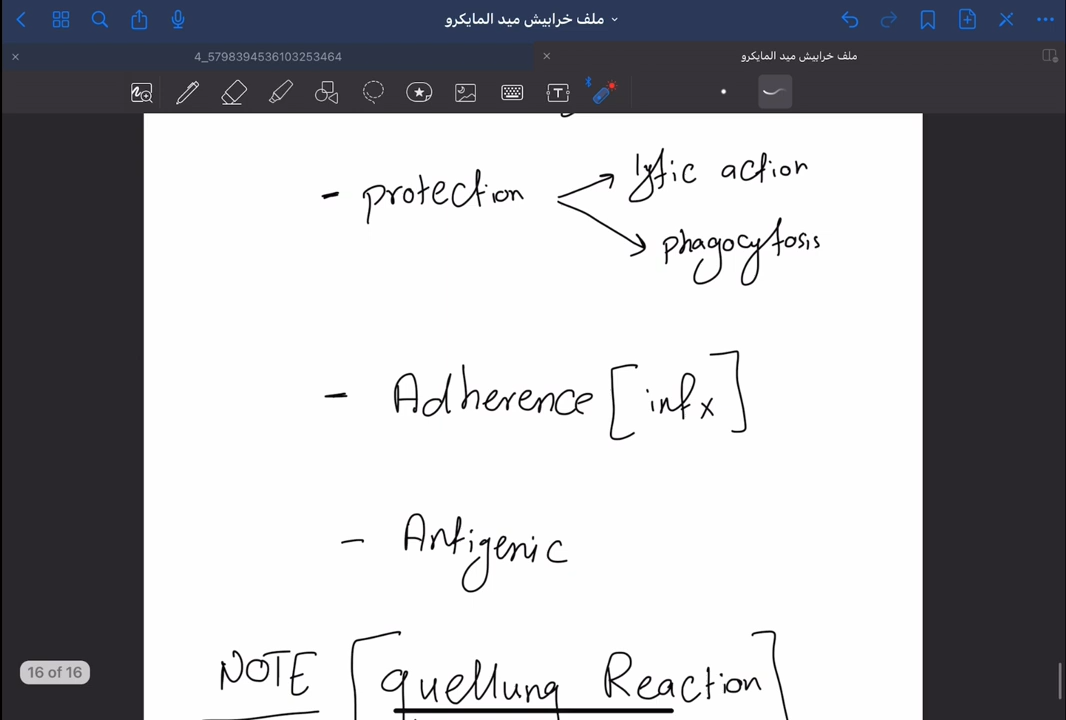 ملف خرابيش ميد المايكرو
4_5798394536103253464
ملف خرابيش ميد المايكرو
- protection
lytic action
phagocytosis
- Adherence [infx]
- Antigenic
16 of 16
NOTE [quellung Reaction]